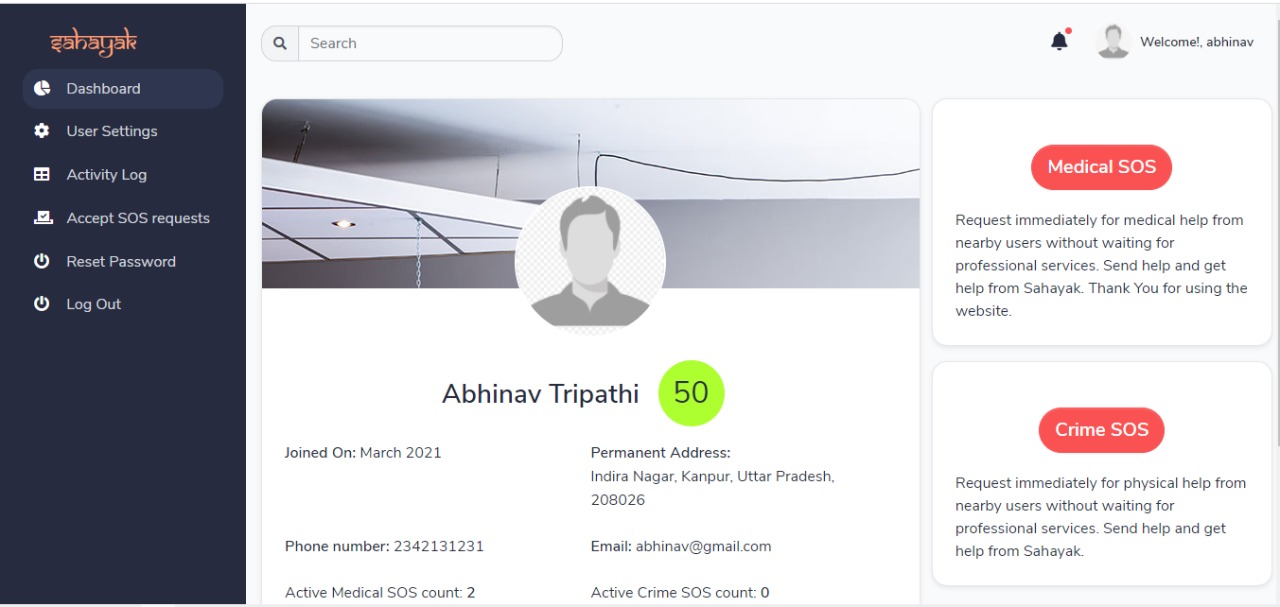 sahayak
Dashboard
User Settings
Activity Log
Accept SOS requests
Reset Password
Log Out
Search
Welcome!, abhinav
Abhinav Tripathi 50
Joined On: March 2021
Permanent Address:
Indira Nagar, Kanpur, Uttar Pradesh,
208026
Phone number: 2342131231
Email: abhinav@gmail.com
Active Medical SOS count: 2
Active Crime SOS count: 0
Medical SOS
Request immediately for medical help from
nearby users without waiting for
professional services. Send help and get
help from Sahayak. Thank You for using the
website.
Crime SOS
Request immediately for physical help from
nearby users without waiting for
professional services. Send help and get
help from Sahayak.